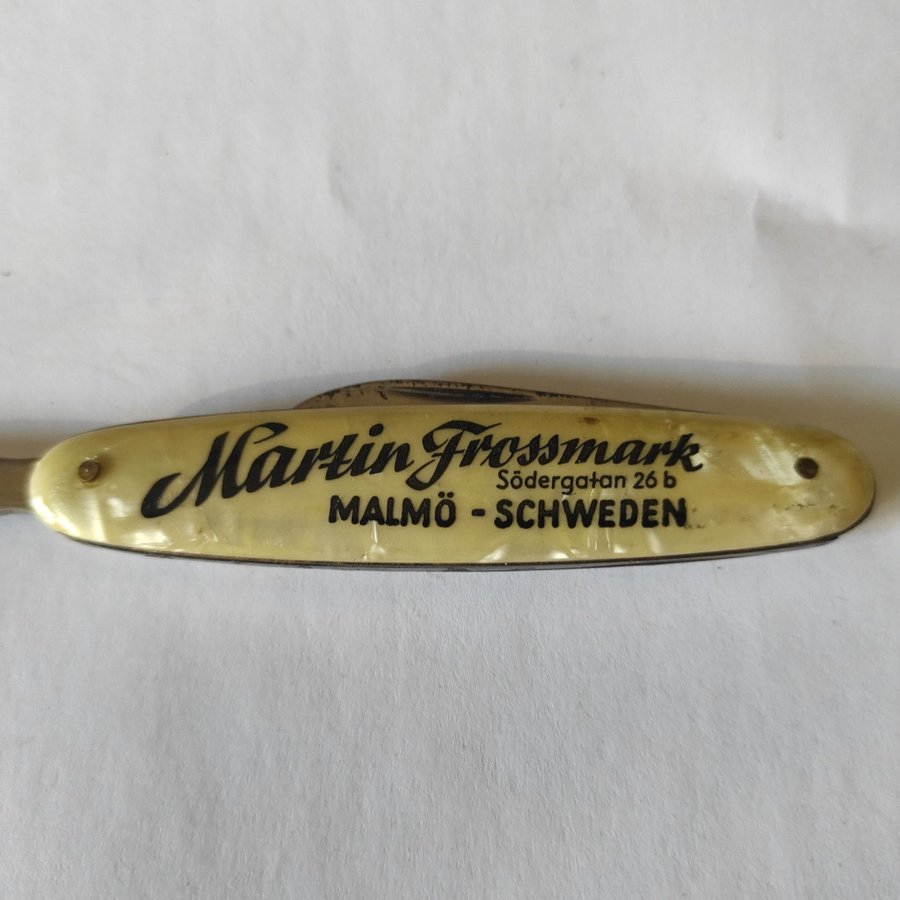 Martin Frossmark
Södergatan 26 b
MALMÖ - SCHWEDEN